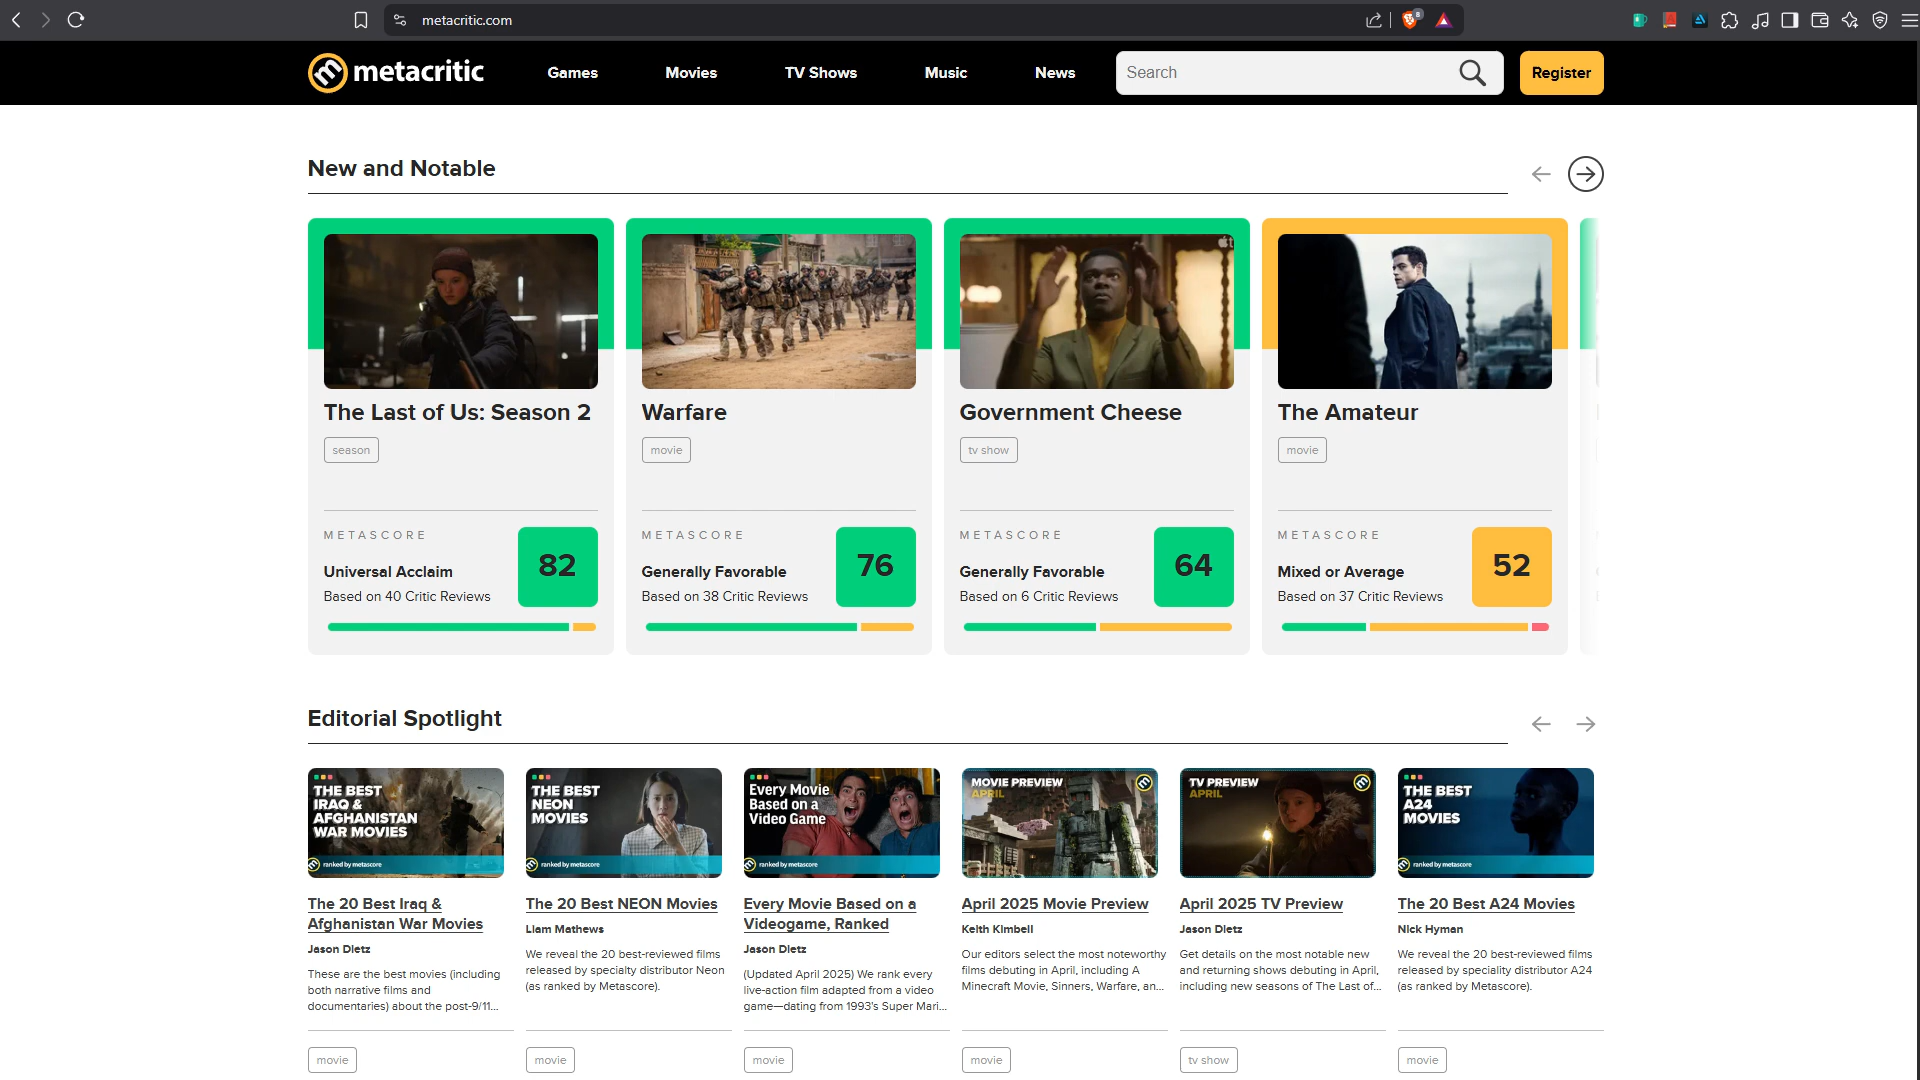 metacritic.com
8
metacritic
Games
Movies
TV Shows
Music
News
Search
Register
New and Notable
The Last of Us: Season 2
season
METASCORE
Universal Acclaim
Based on 40 Critic Reviews
82
Warfare
movie
METASCORE
Generally Favorable
Based on 38 Critic Reviews
76
Government Cheese
tv show
METASCORE
Generally Favorable
Based on 6 Critic Reviews
64
The Amateur
movie
METASCORE
Mixed or Average
Based on 37 Critic Reviews
52
Editorial Spotlight
THE BEST
IRAQ &
AFGHANISTAN
WAR MOVIES
ranked by metascore
The 20 Best Iraq &
Afghanistan War Movies
Jason Dietz
These are the best movies (including
both narrative films and
documentaries) about the post-9/11...
movie
THE BEST
NEON
MOVIES
ranked by metascore
The 20 Best NEON Movies
Liam Mathews
We reveal the 20 best-reviewed films
released by specialty distributor Neon
(as ranked by Metascore).
movie
Every Movie
Based on a
Video Game
ranked by metascore
Every Movie Based on a
Videogame, Ranked
Jason Dietz
(Updated April 2025) We rank every
live-action film adapted from a video
game—dating from 1993's Super Mari...
movie
MOVIE PREVIEW
APRIL
April 2025 Movie Preview
Keith Kimbell
Our editors select the most noteworthy
films debuting in April, including A
Minecraft Movie, Sinners, Warfare, an...
movie
TV PREVIEW
APRIL
April 2025 TV Preview
Jason Dietz
Get details on the most notable new
and returning shows debuting in April,
including new seasons of The Last of...
tv show
THE BEST
A24
MOVIES
ranked by metascore
The 20 Best A24 Movies
Nick Hyman
We reveal the 20 best-reviewed films
released by speciality distributor A24
(as ranked by Metascore).
movie